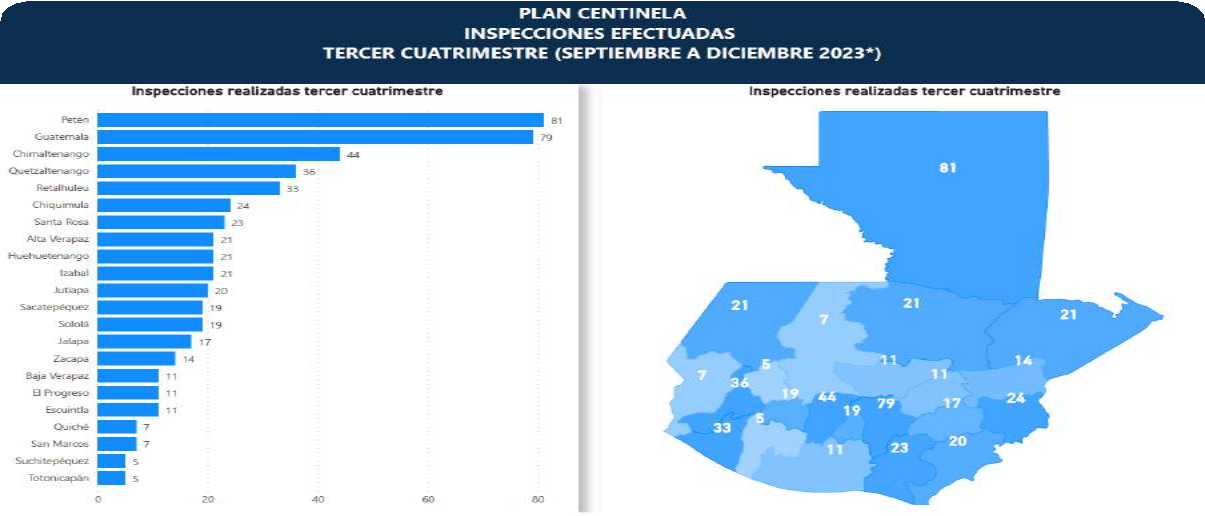 PLAN CENTINELA
INSPECCIONES EFECTUADAS
TERCER CUATRIMESTRE (SEPTIEMBRE A DICIEMBRE 2023*)
Inspecciones realizadas tercer cuatrimestre
Petén 81
Guatemala 79
Chimaltenango 44
Quetzaltenango 36
Retalhuleu 33
Chiquimula 24
Santa Rosa 23
Alta Verapaz 21
Huehuetenango 21
Izabal 21
Jutiapa 20
Sacatepéquez 19
Sololá 19
Jalapa 17
Zacapa 14
Baja Verapaz 11
El Progreso 11
Escuintla 11
Quiché 7
San Marcos 7
Suchitepéquez 5
Totonicapán 5
0 20 40 60 80
Inspecciones realizadas tercer cuatrimestre
81
21 7 21 21
7 36 5 11 11 14
19 44 19 79 17 24
33 5 11 23 20